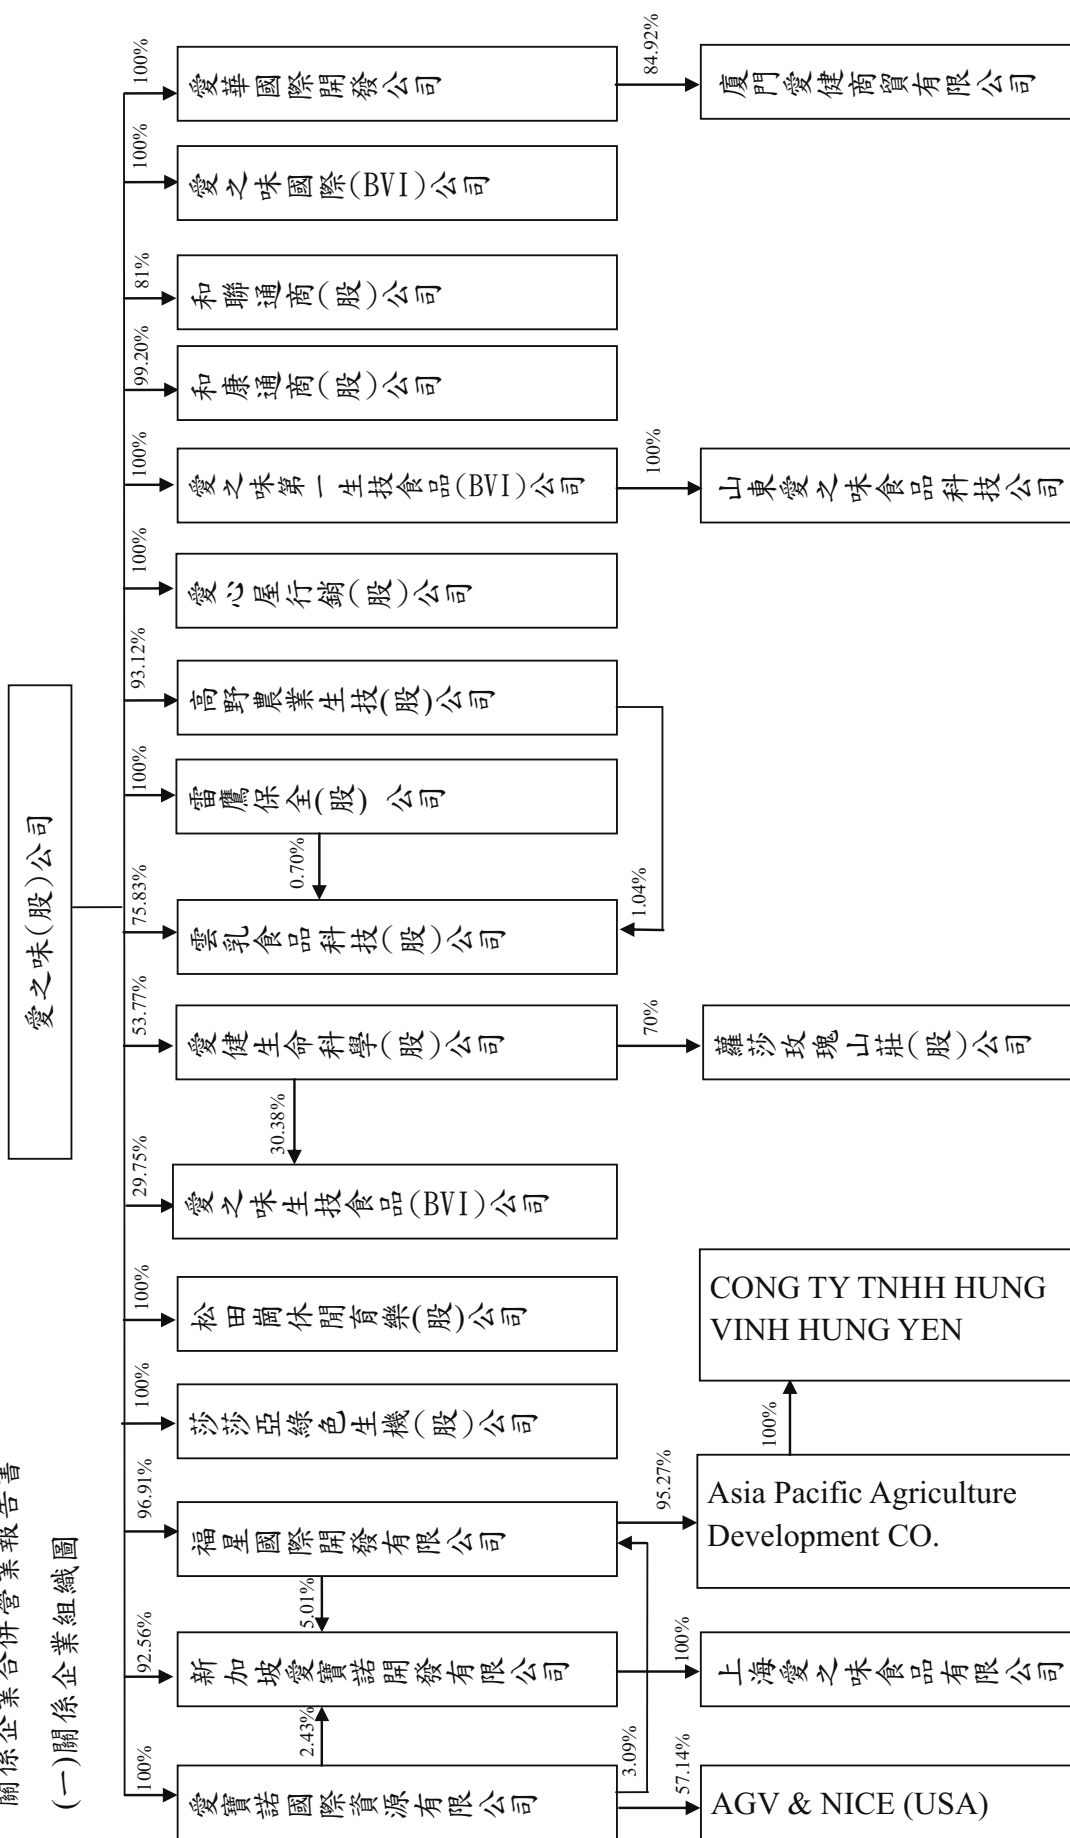 關係企業合併營業報告書
(一)關係企業組織圖
愛之味(股)公司
100%
愛寶諾國際資源有限公司
92.56%
新加坡愛寶諾開發有限公司
96.91%
福星國際開發有限公司
100%
莎莎亞綠色生機(股)公司
100%
松田崗休閒育樂(股)公司
29.75%
愛之味生技食品(BVI)公司
53.77%
愛健生命科學(股)公司
75.83%
雲乳食品科技(股)公司
100%
雷鷹保全(股) 公司
93.12%
高野農業生技(股)公司
100%
愛心屋行銷(股)公司
100%
愛之味第一生技食品(BVI)公司
99.20%
和康通商(股)公司
81%
和聯通商(股)公司
100%
愛之味國際(BVI)公司
100%
愛華國際開發公司
2.43%
5.01%
30.38%
0.70%
3.09%
1.04%
57.14%
AGV & NICE (USA)
100%
上海愛之味食品有限公司
95.27%
Asia Pacific Agriculture
Development CO.
100%
CONG TY TNHH HUNG
VINH HUNG YEN
70%
蘿莎玫瑰山莊(股)公司
100%
山東愛之味食品科技公司
84.92%
廈門愛健商貿有限公司